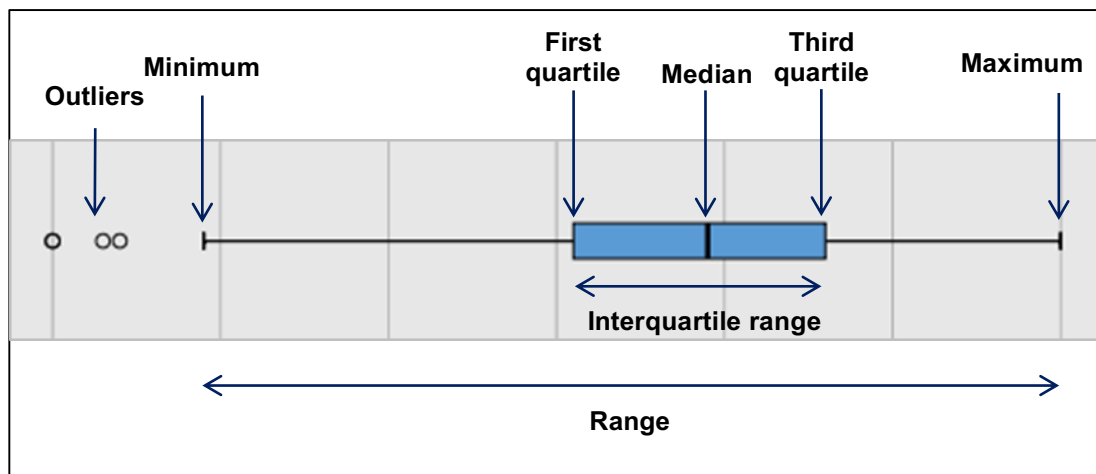 Outliers
Minimum
First
quartile
Median
Third
quartile
Maximum
Interquartile range
Range